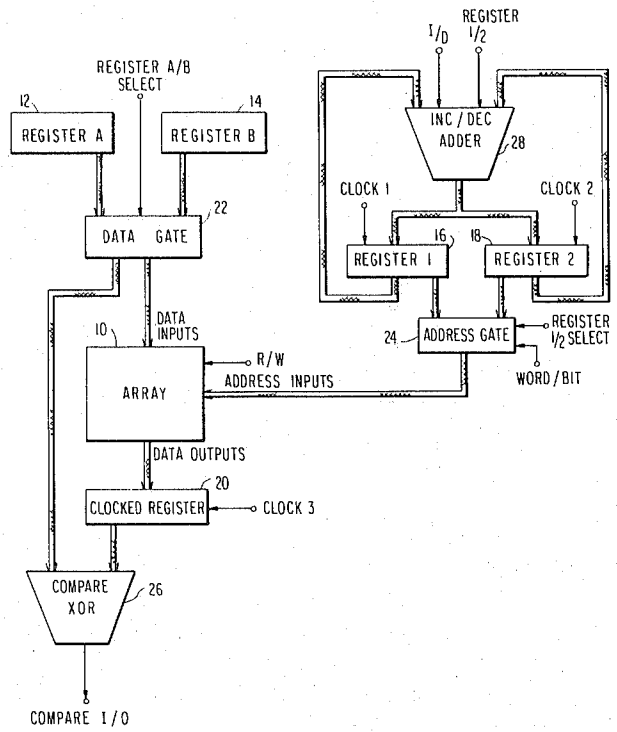 REGISTER
I/D
1/2
REGISTER A/B
SELECT
12
14
REGISTER A
REGISTER B
INC/DEC
ADDER
28
CLOCK 1
CLOCK 2
22
DATA GATE
16
18
REGISTER 1
REGISTER 2
DATA
INPUTS
10
24
ADDRESS GATE
REGISTER
1/2 SELECT
R/W
WORD/BIT
ADDRESS INPUTS
ARRAY
DATA OUTPUTS
20
CLOCKED REGISTER
CLOCK 3
COMPARE
XOR
26
COMPARE I/O